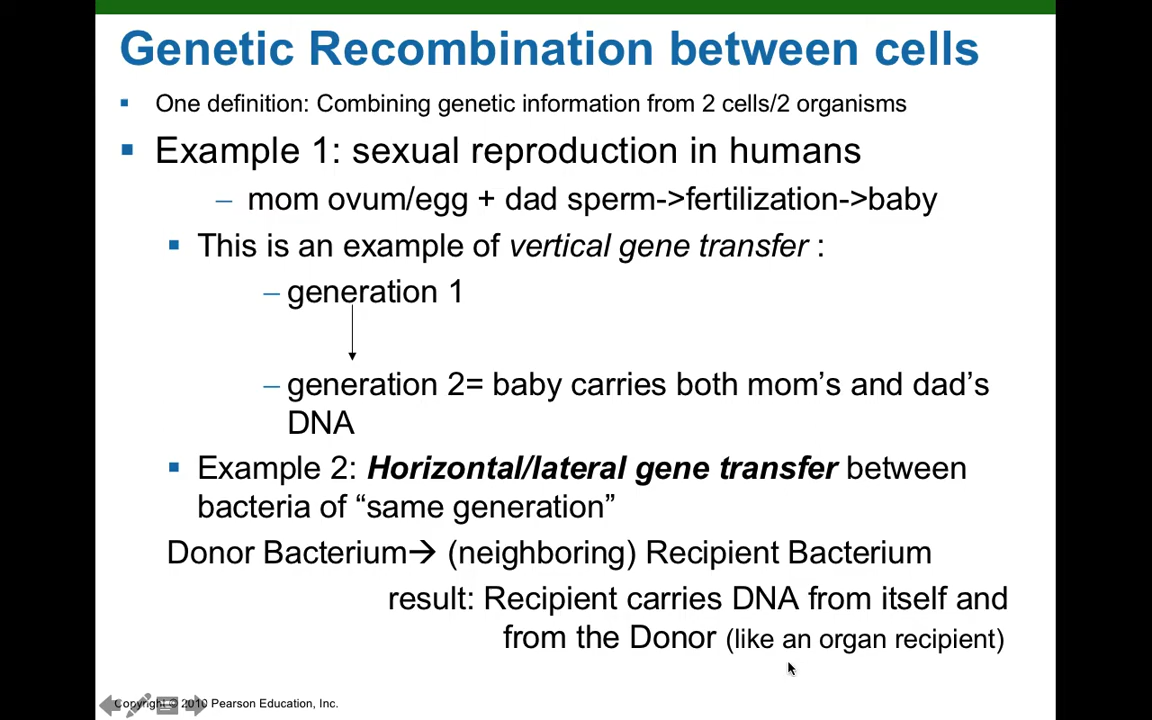 Genetic Recombination between cells
▪ One definition: Combining genetic information from 2 cells/2 organisms
▪ Example 1: sexual reproduction in humans
– mom ovum/egg + dad sperm->fertilization->baby
▪ This is an example of vertical gene transfer :
– generation 1
– generation 2= baby carries both mom’s and dad’s
DNA
▪ Example 2: Horizontal/lateral gene transfer between
bacteria of “same generation”
Donor Bacterium→ (neighboring) Recipient Bacterium
result: Recipient carries DNA from itself and
from the Donor (like an organ recipient)
Copyright © 2010 Pearson Education, Inc.